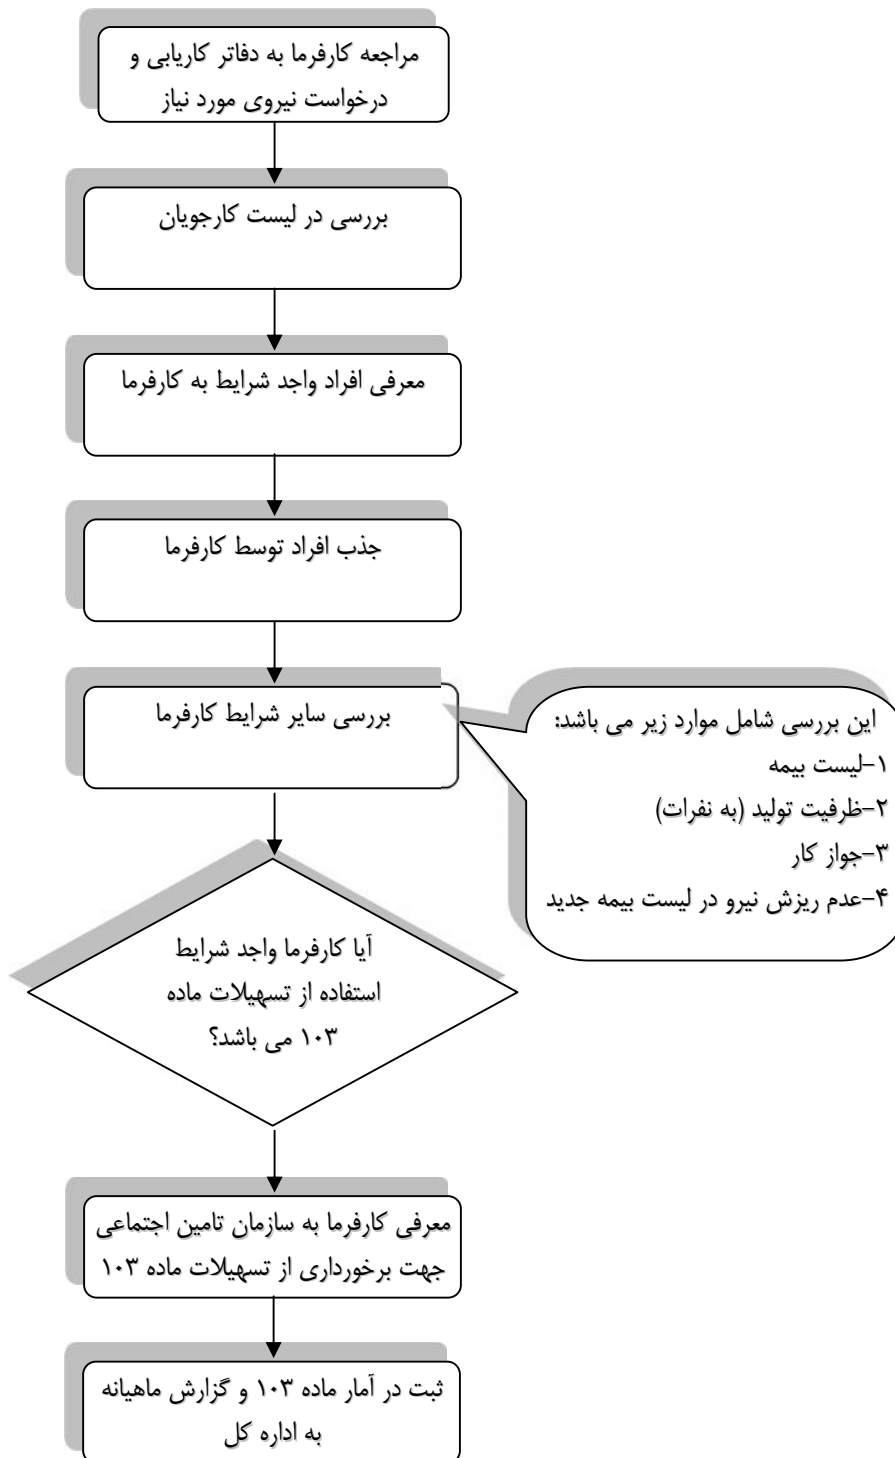 مراجعه کارفرما به دفاتر کاریابی و
درخواست نیروی مورد نیاز
بررسی در لیست کارجویان
معرفی افراد واجد شرایط به کارفرما
جذب افراد توسط کارفرما
بررسی سایر شرایط کارفرما
این بررسی شامل موارد زیر می باشد:
۱-لیست بیمه
۲-ظرفیت تولید (به نفرات)
۳-جواز کار
۴-عدم ریزش نیرو در لیست بیمه جدید
آیا کارفرما واجد شرایط
استفاده از تسهیلات ماده
۱۰۳ می باشد؟
معرفی کارفرما به سازمان تامین اجتماعی
جهت برخورداری از تسهیلات ماده ۱۰۳
ثبت در آمار ماده ۱۰۳ و گزارش ماهیانه
به اداره کل